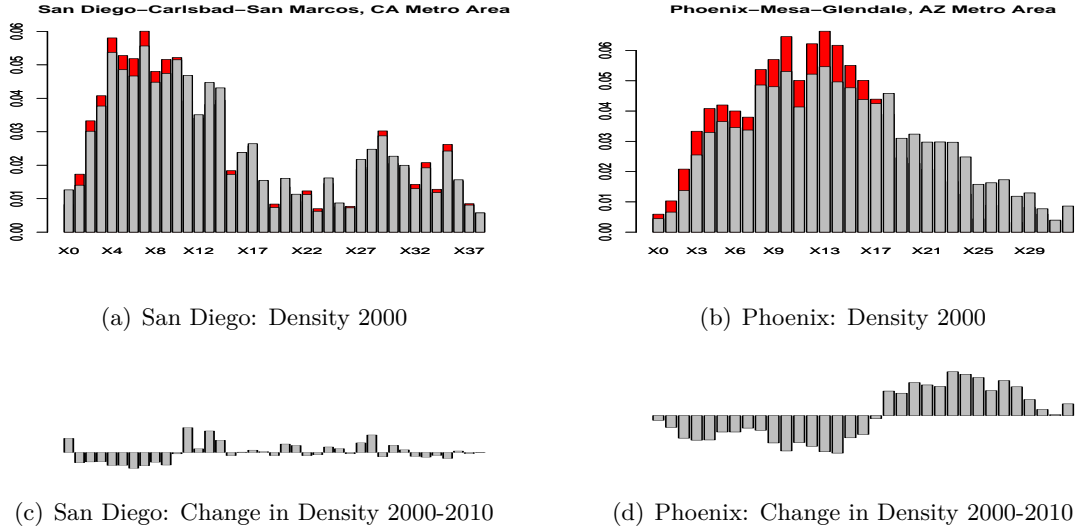 San Diego−Carlsbad−San Marcos, CA Metro Area
0.00 0.01 0.02 0.03 0.04 0.05 0.06
X0 X4 X8 X12 X17 X22 X27 X32 X37
(a) San Diego: Density 2000
Phoenix−Mesa−Glendale, AZ Metro Area
0.00 0.01 0.02 0.03 0.04 0.05 0.06
X0 X3 X6 X13 X17 X21 X25 X29
(b) Phoenix: Density 2000
(c) San Diego: Change in Density 2000-2010
(d) Phoenix: Change in Density 2000-2010